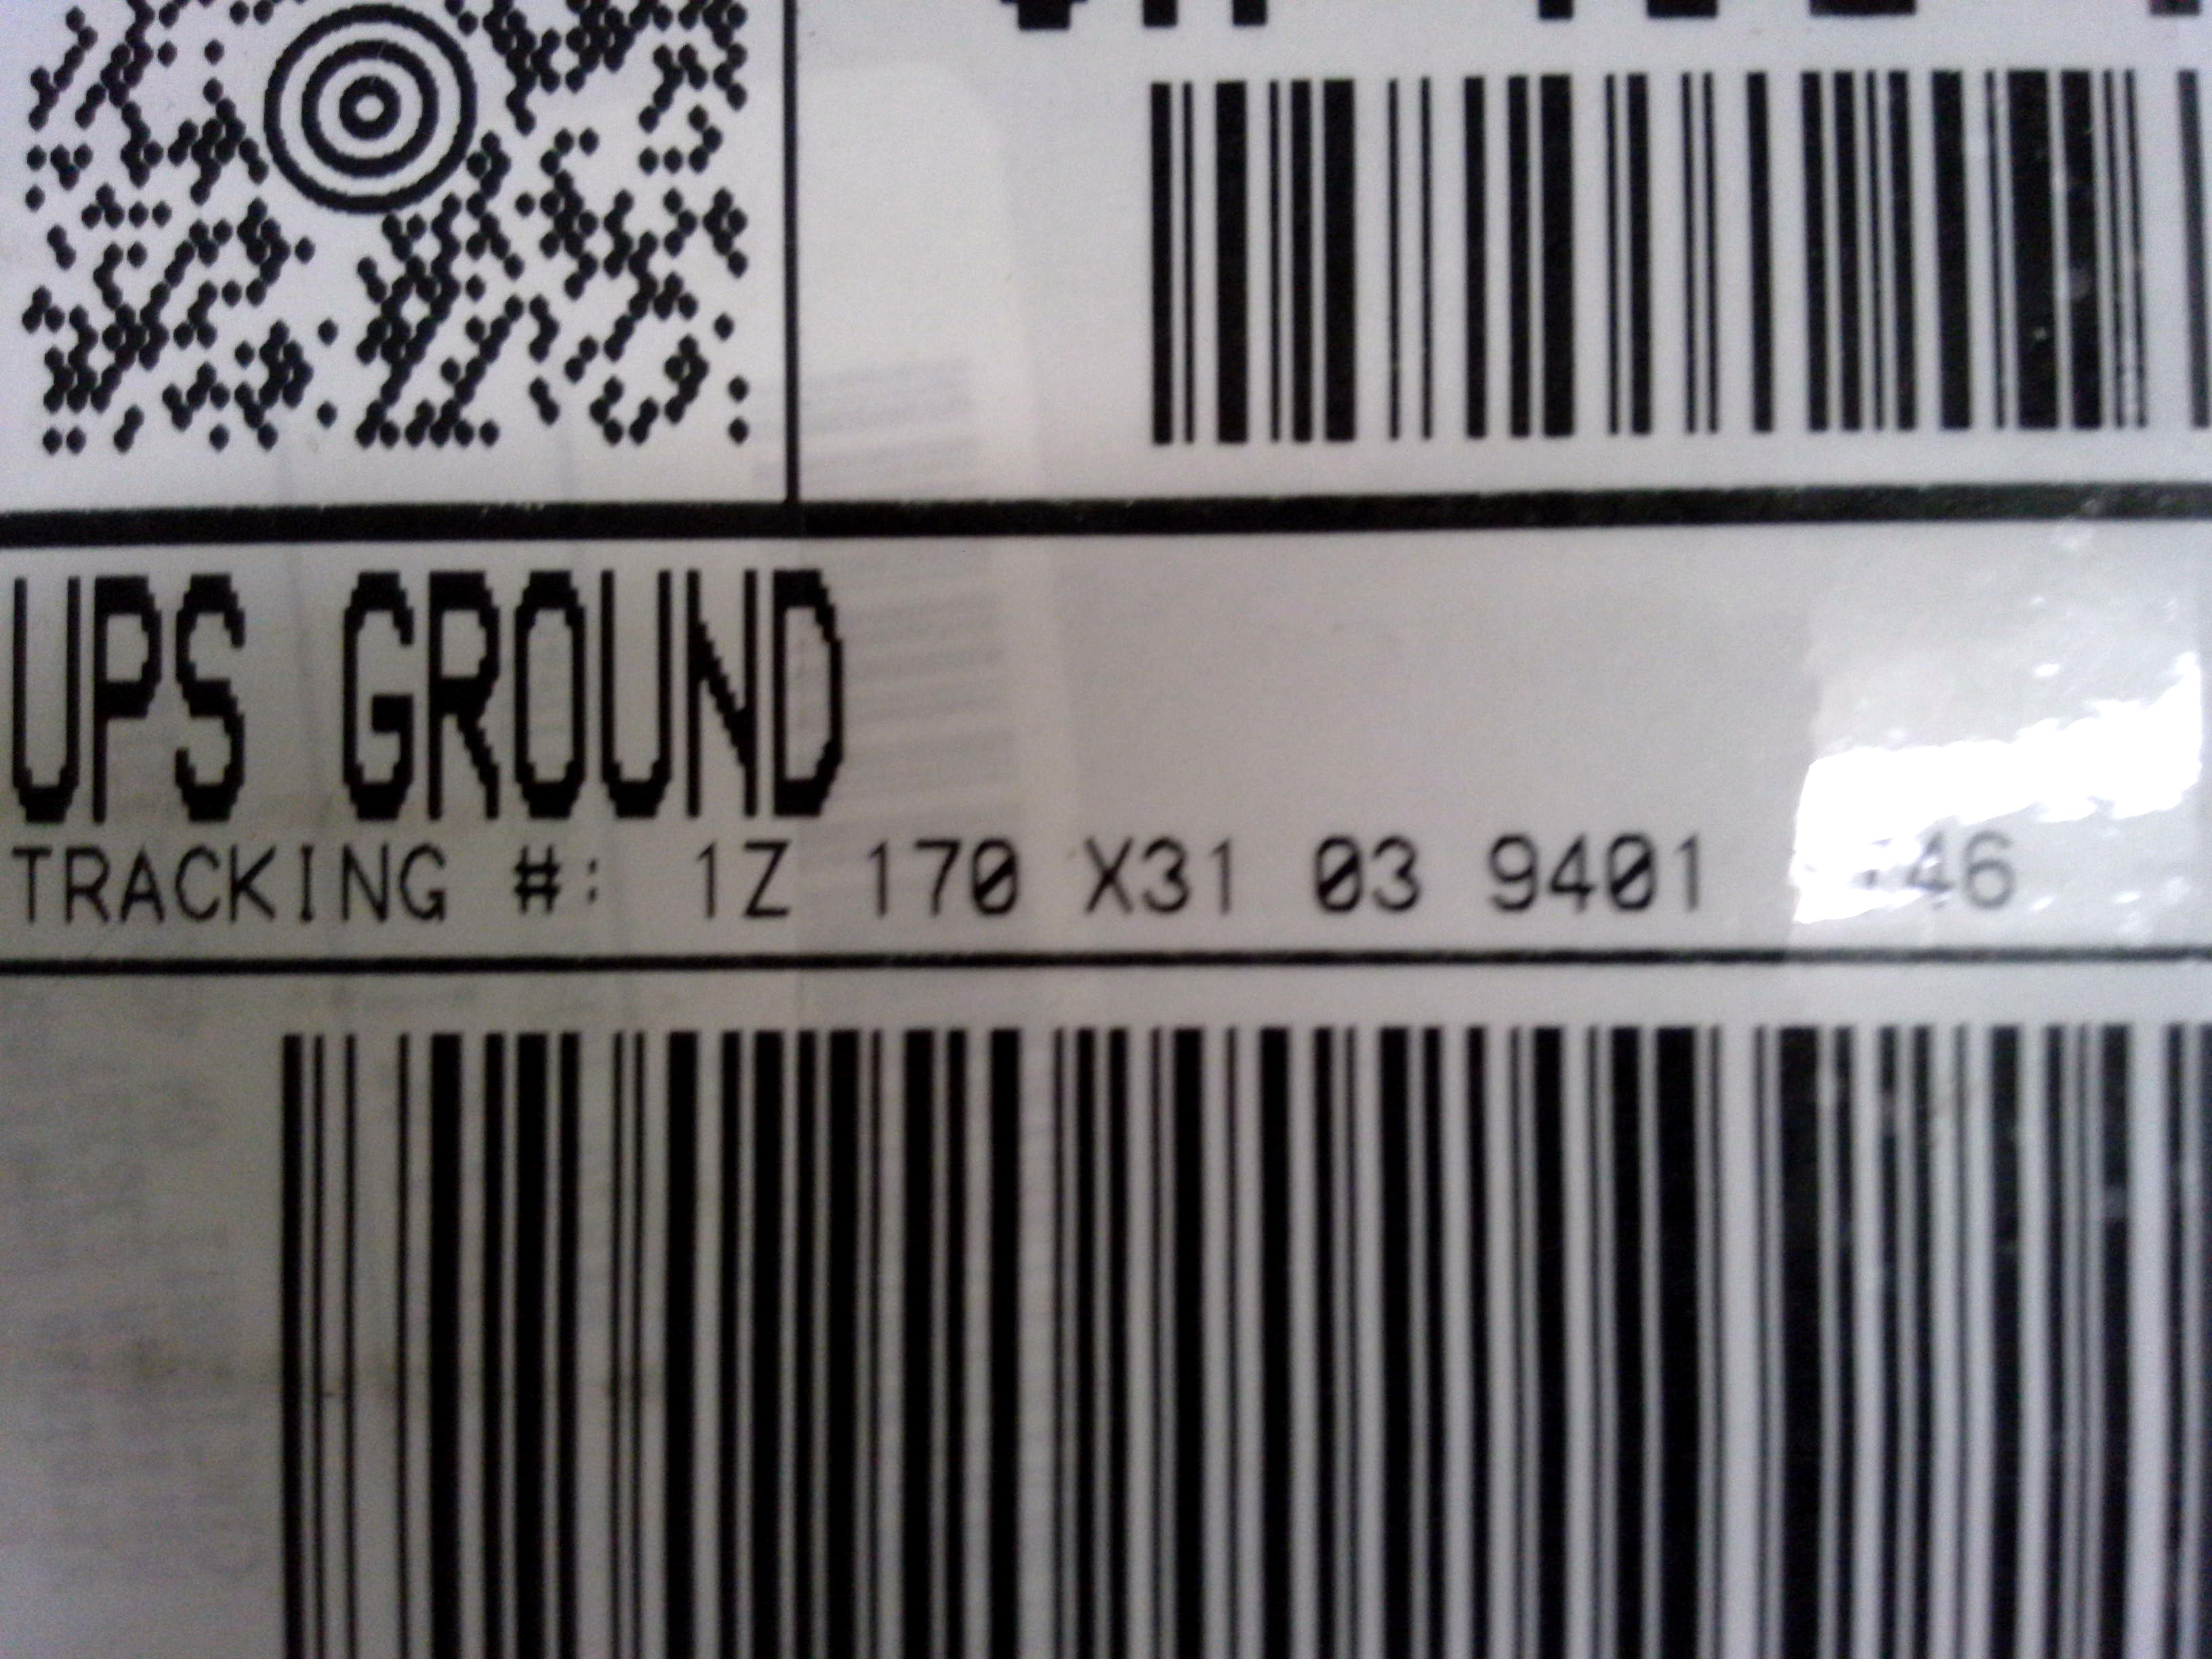 UPS GROUND
TRACKING #: 1Z 170 X31 03 9401